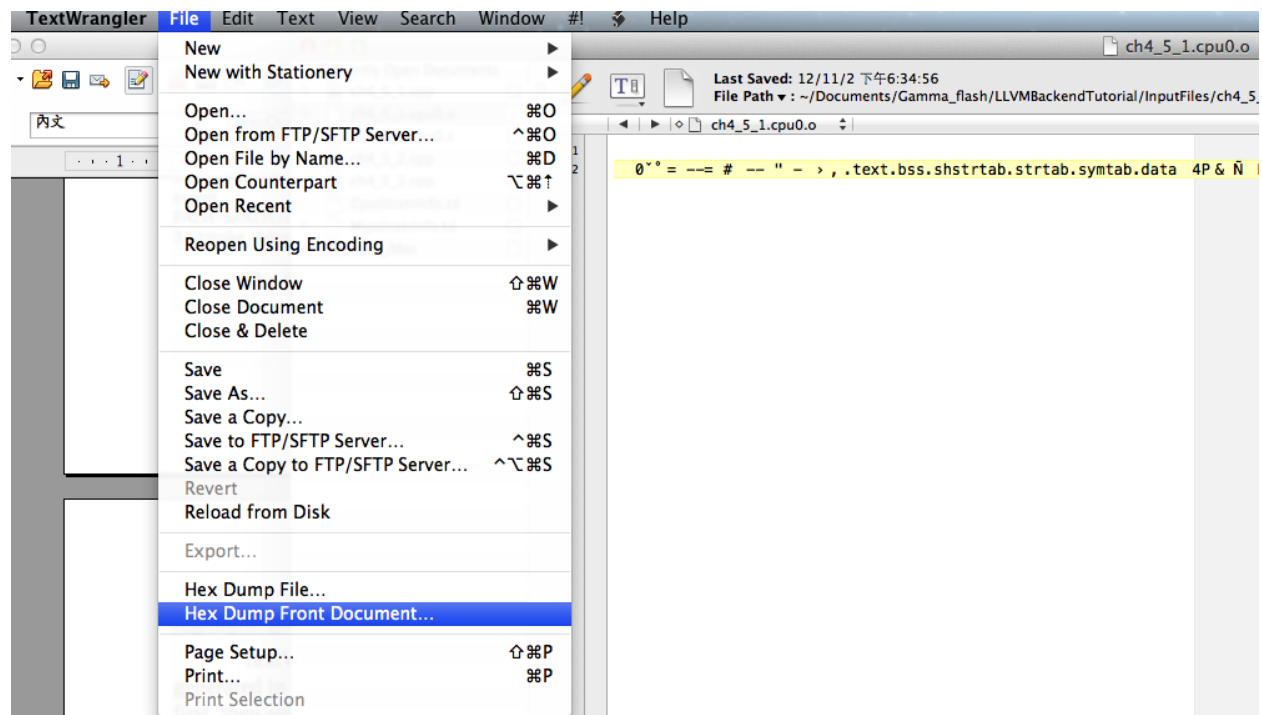 TextWrangler File Edit Text View Search Window #! Help
ch4_5_1.cpu0.o
Last Saved: 12/11/2 下午6:34:56
File Path ▾ : ~/Documents/Gamma_flash/LLVMBackendTutorial/InputFiles/ch4_5_
內文
ch4_5_1.cpu0.o
1
1
2
.text.bss.shstrtab.strtab.symtab.data 4P & Ñ
New ▶
New with Stationery ▶
Open... ⌘O
Open from FTP/SFTP Server... ^⌘O
Open File by Name... ⌘D
Open Counterpart ⌥⌘↑
Open Recent ▶
Reopen Using Encoding ▶
Close Window ⇧⌘W
Close Document ⌘W
Close & Delete
Save ⌘S
Save As... ⇧⌘S
Save a Copy...
Save to FTP/SFTP Server... ^⌘S
Save a Copy to FTP/SFTP Server... ^⌥⌘S
Revert
Reload from Disk
Export...
Hex Dump File...
Hex Dump Front Document...
Page Setup... ⇧⌘P
Print... ⌘P
Print Selection